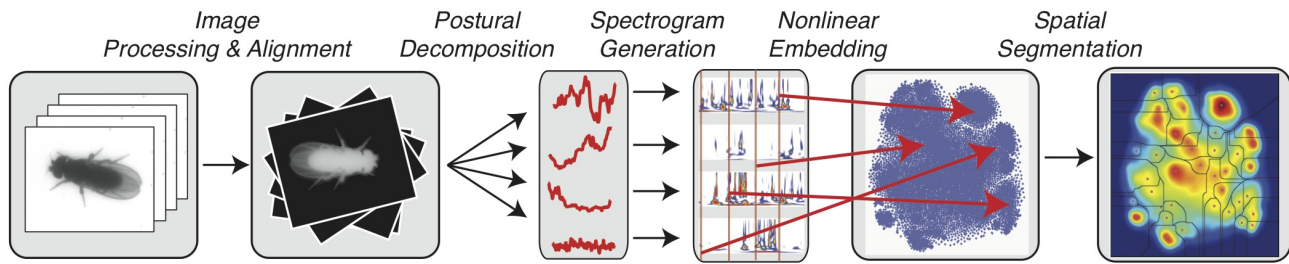 Image
Processing & Alignment
Postural
Decomposition
Spectrogram
Generation
Nonlinear
Embedding
Spatial
Segmentation